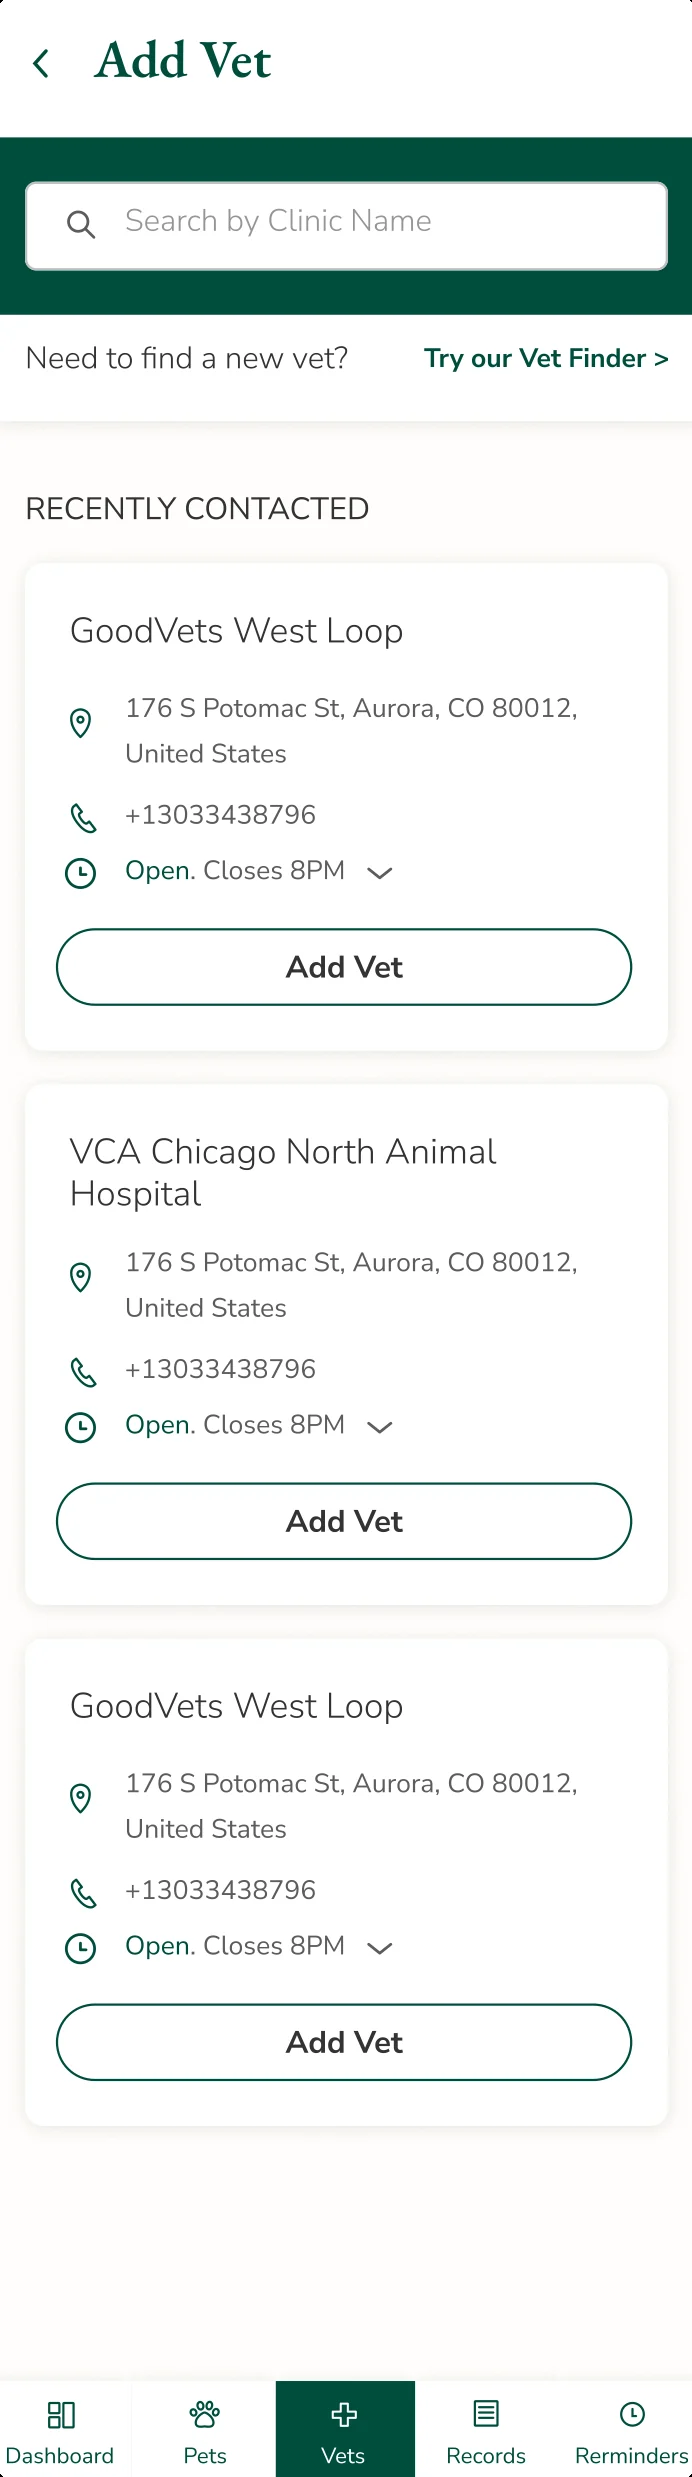 Add Vet
Search by Clinic Name
Need to find a new vet? Try our Vet Finder >
RECENTLY CONTACTED
GoodVets West Loop
176 S Potomac St, Aurora, CO 80012,
United States
+13033438796
Open. Closes 8PM
Add Vet
VCA Chicago North Animal
Hospital
176 S Potomac St, Aurora, CO 80012,
United States
+13033438796
Open. Closes 8PM
Add Vet
GoodVets West Loop
176 S Potomac St, Aurora, CO 80012,
United States
+13033438796
Open. Closes 8PM
Add Vet
Dashboard Pets Vets Records Rerminders